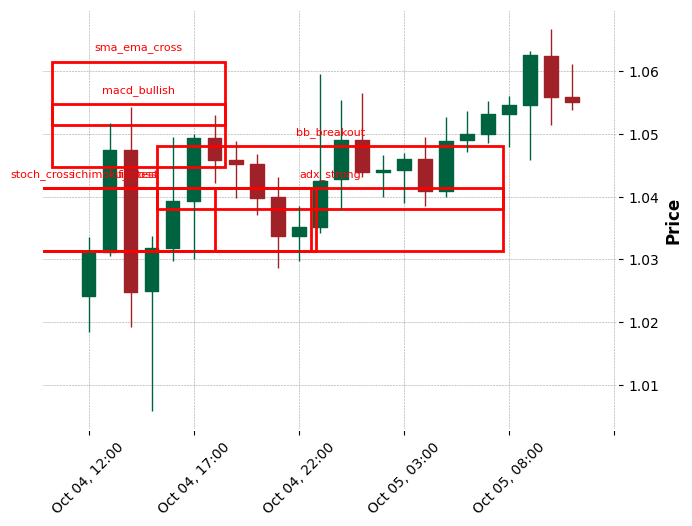 sma_ema_cross
macd_bullish
bb_breakout
stoch_cross
adx_strong
1.06
1.05
1.04
1.03
1.02
1.01
Price
Oct 04, 12:00
Oct 04, 17:00
Oct 04, 22:00
Oct 05, 03:00
Oct 05, 08:00